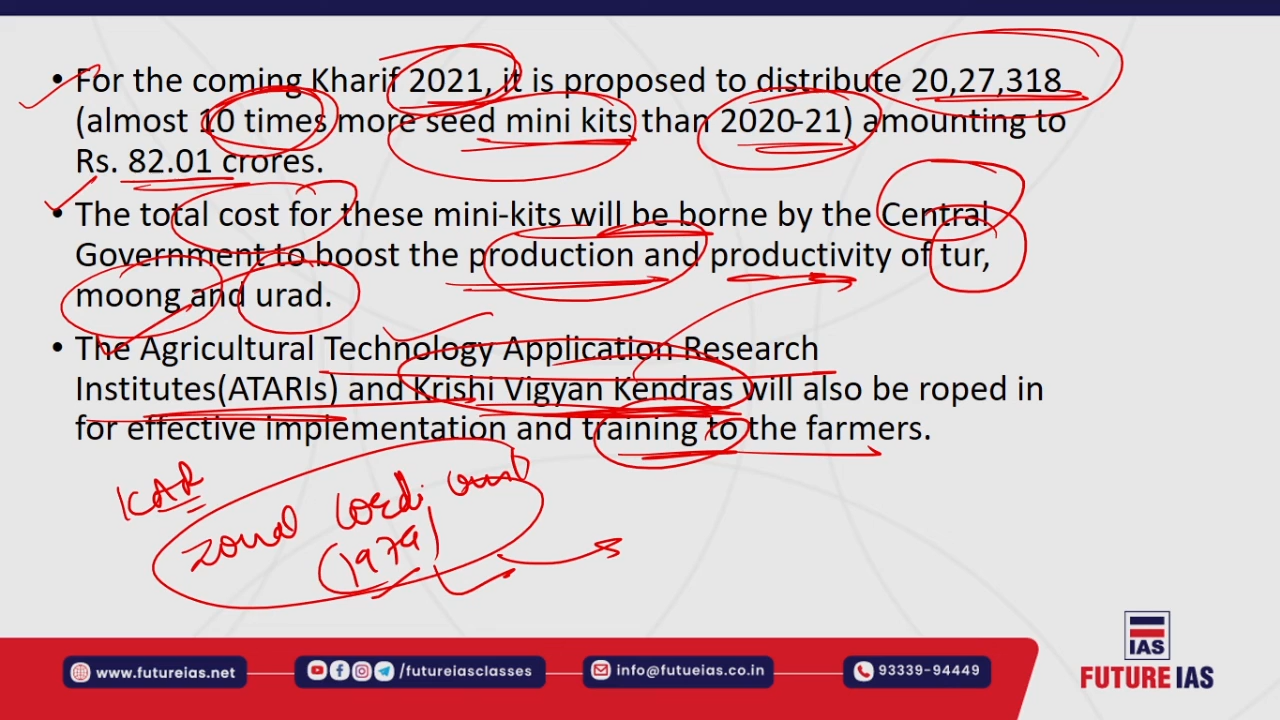 • For the coming Kharif 2021, it is proposed to distribute 20,27,318
(almost 10 times more seed mini kits than 2020-21) amounting to
Rs. 82.01 crores.
• The total cost for these mini-kits will be borne by the Central
Government to boost the production and productivity of tur,
moong and urad.
• The Agricultural Technology Application Research
Institutes(ATARIs) and Krishi Vigyan Kendras will also be roped in
for effective implementation and training to the farmers.
ICAR
zonal
(1979)
IAS
FUTURE IAS
www.futureias.net
/futureiasclasses
info@futueias.co.in
93339-94449